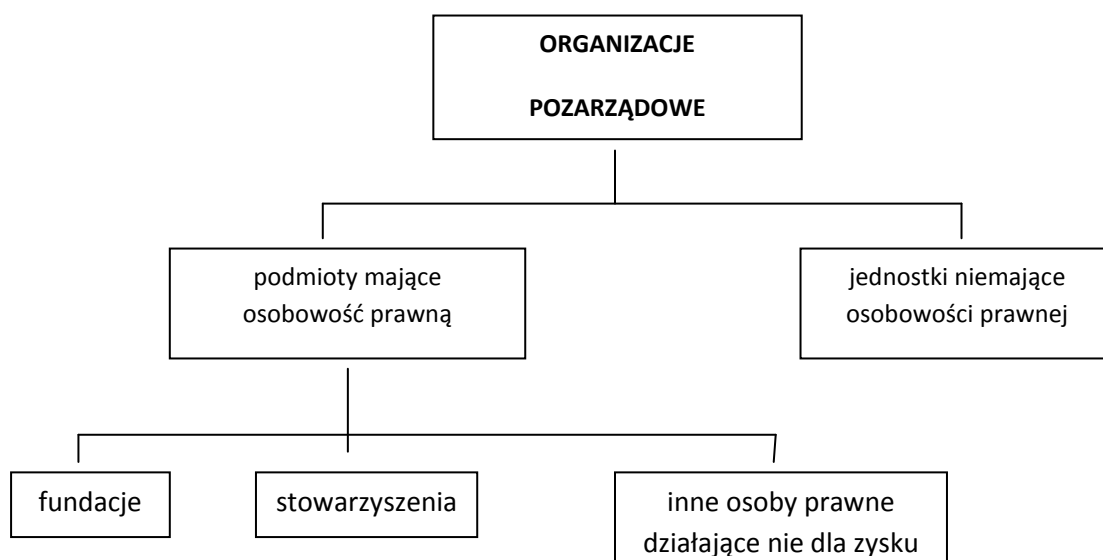 ORGANIZACJE
POZARZĄDOWE
podmioty mające
osobowość prawną
jednostki niemające
osobowości prawnej
fundacje
stowarzyszenia
inne osoby prawne
działające nie dla zysku